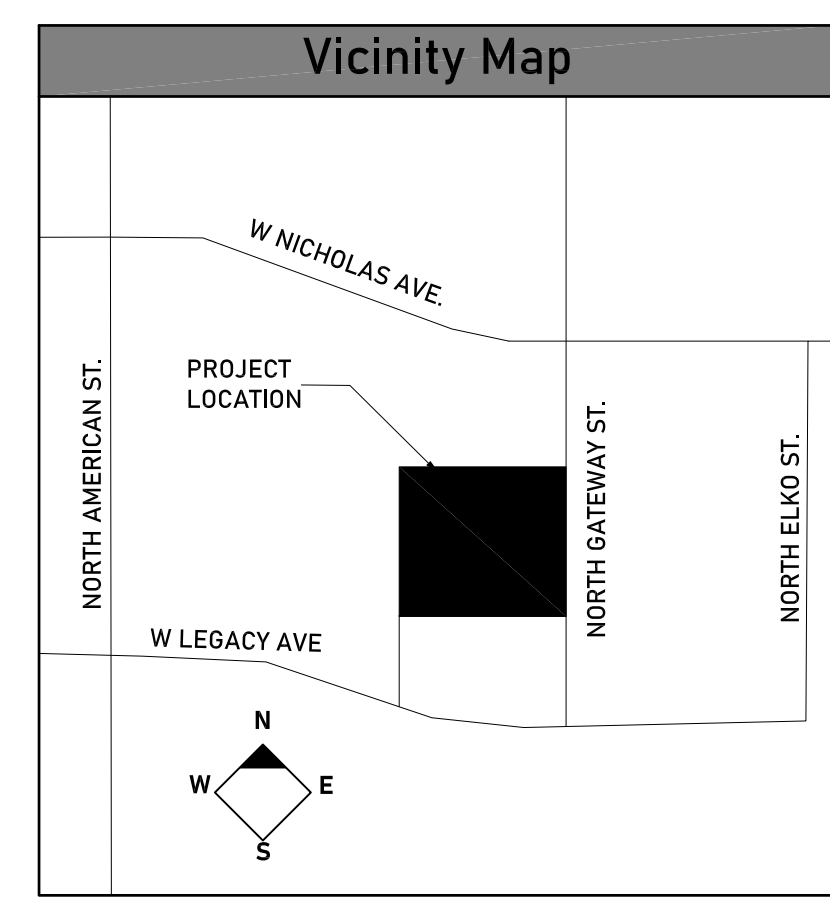 Vicinity Map
W NICHOLAS AVE.
PROJECT
LOCATION
NORTH AMERICAN ST.
NORTH GATEWAY ST.
NORTH ELKO ST.
W LEGACY AVE
N
W
E
S